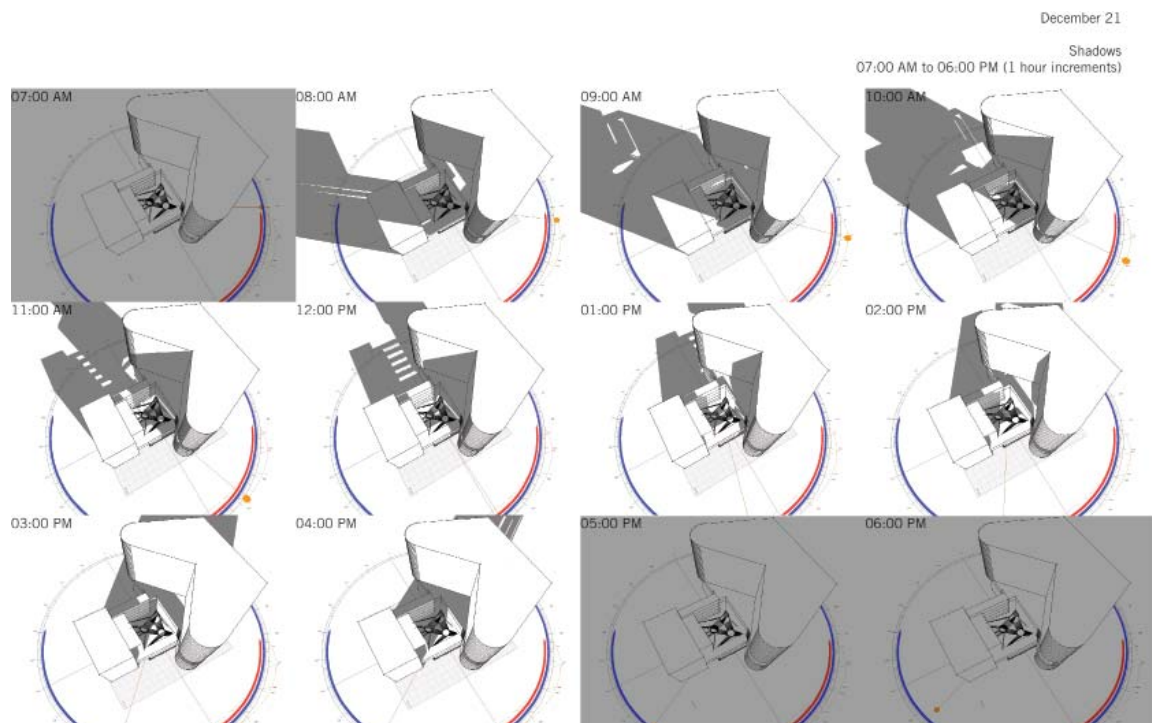 December 21
Shadows
07:00 AM to 06:00 PM (1 hour increments)
07:00 AM
08:00 AM
09:00 AM
10:00 AM
11:00 AM
12:00 PM
01:00 PM
02:00 PM
03:00 PM
04:00 PM
05:00 PM
06:00 PM